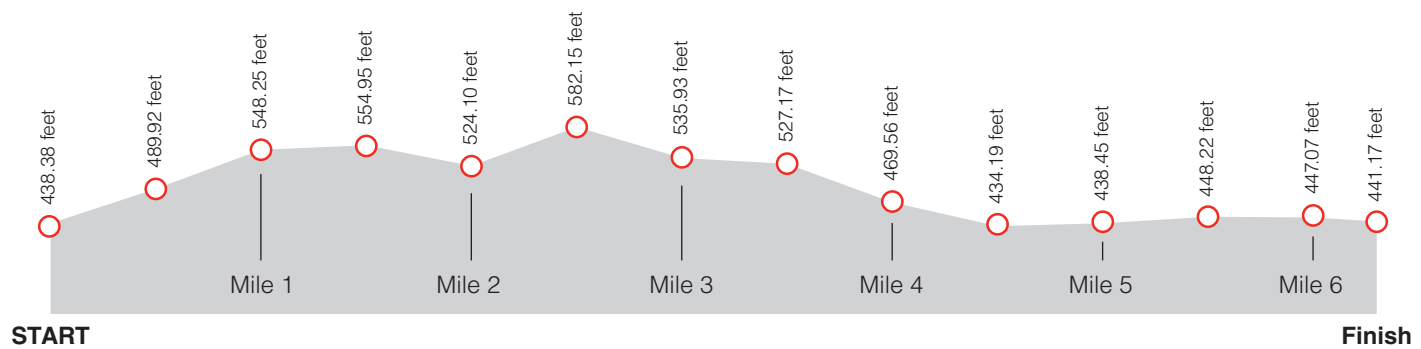 438.38 feet
489.92 feet
548.25 feet
554.95 feet
524.10 feet
582.15 feet
535.93 feet
527.17 feet
469.56 feet
434.19 feet
438.45 feet
448.22 feet
447.07 feet
441.17 feet
Mile 1
Mile 2
Mile 3
Mile 4
Mile 5
Mile 6
START
Finish